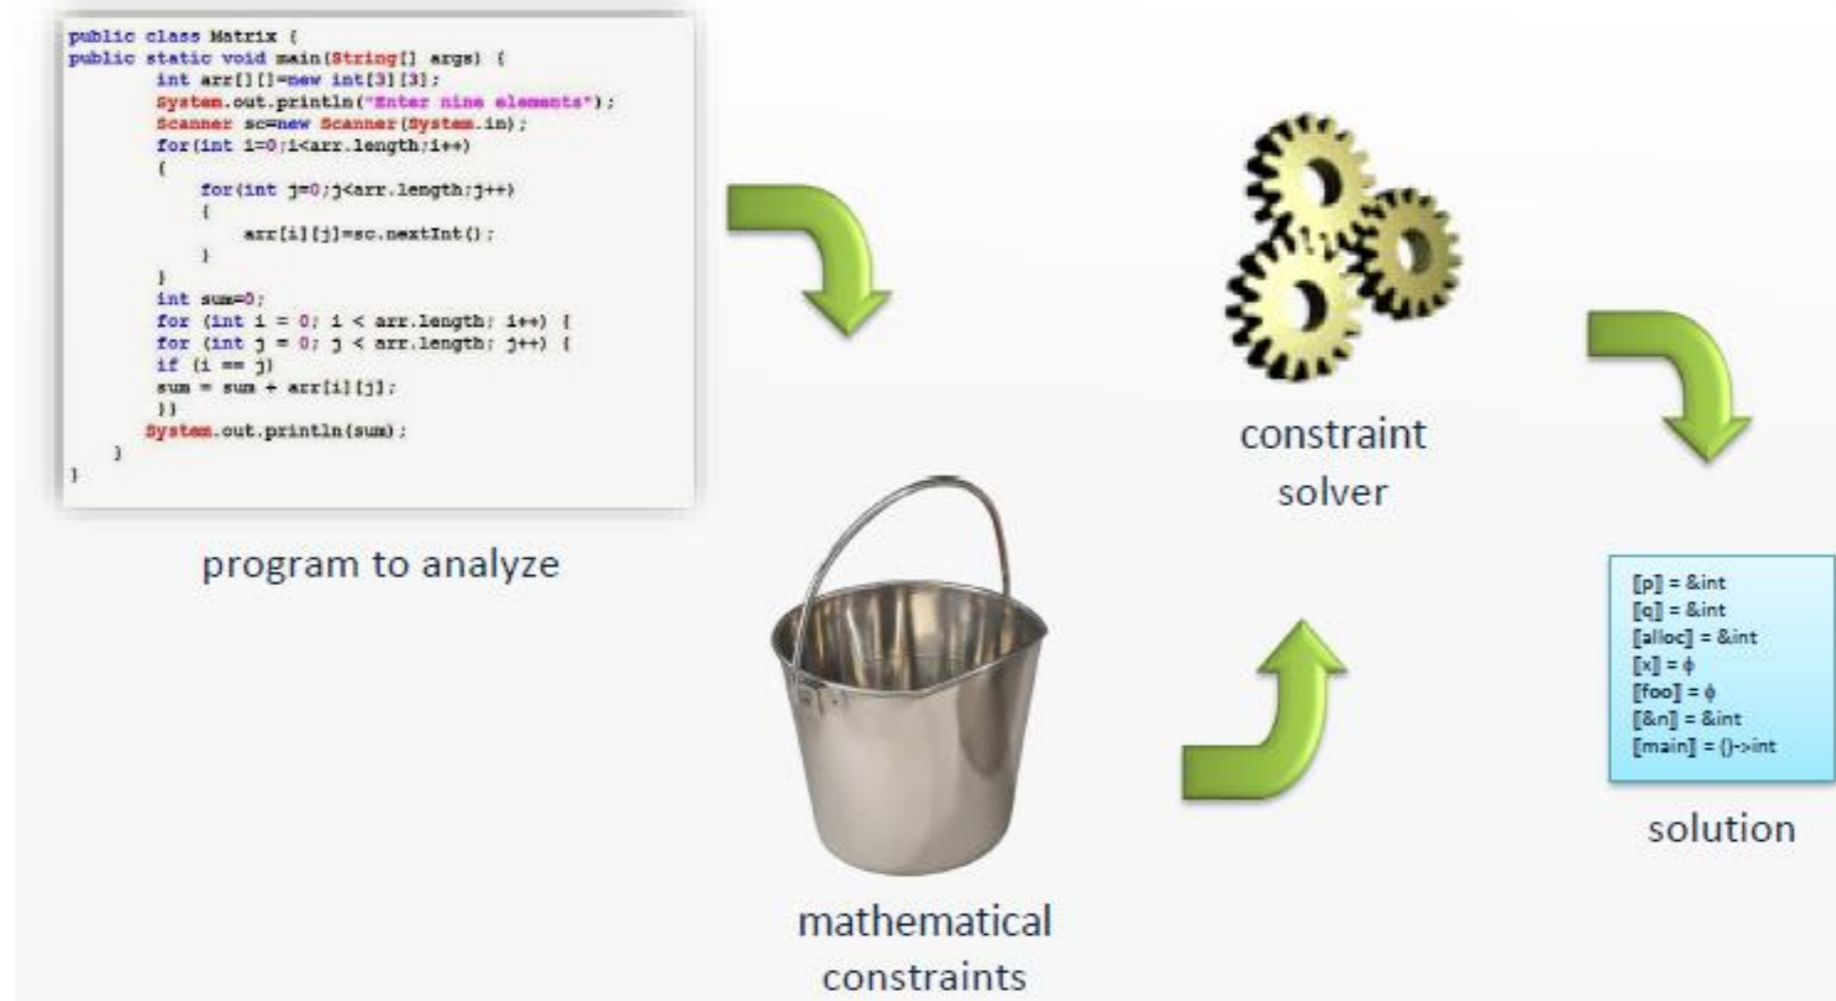 public class Matrix {
public static void main(String[] args) {
int arr[][]=new int[3][3];
System.out.println("Enter nine elements");
Scanner sc=new Scanner(System.in);
for(int i=0;i<arr.length;i++)
{
for(int j=0;j<arr.length;j++)
{
arr[i][j]=sc.nextInt();
}
}
int sum=0;
for (int i = 0; i < arr.length; i++) {
for (int j = 0; j < arr.length; j++) {
if (i == j)
sum = sum + arr[i][j];
}}
System.out.println(sum);
}
}
program to analyze
mathematical
constraints
constraint
solver
⟦p⟧ = &int
⟦q⟧ = &int
⟦alloc⟧ = &int
⟦x⟧ = ϕ
⟦foo⟧ = ϕ
⟦&n⟧ = &int
⟦main⟧ = ()->int
solution